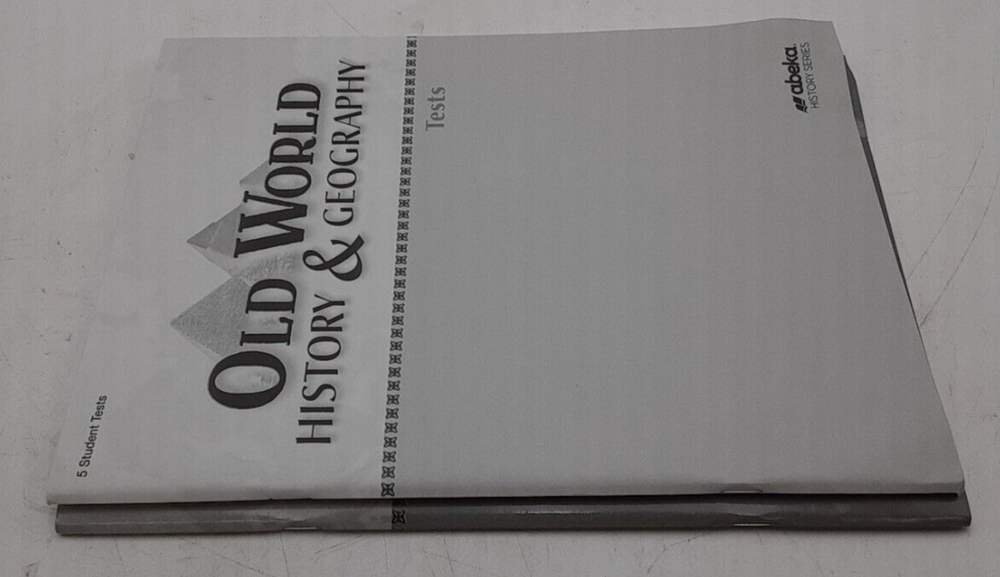 5 Student Tests
OLD WORLD
HISTORY & GEOGRAPHY
Tests
abeka
HISTORY SERIES